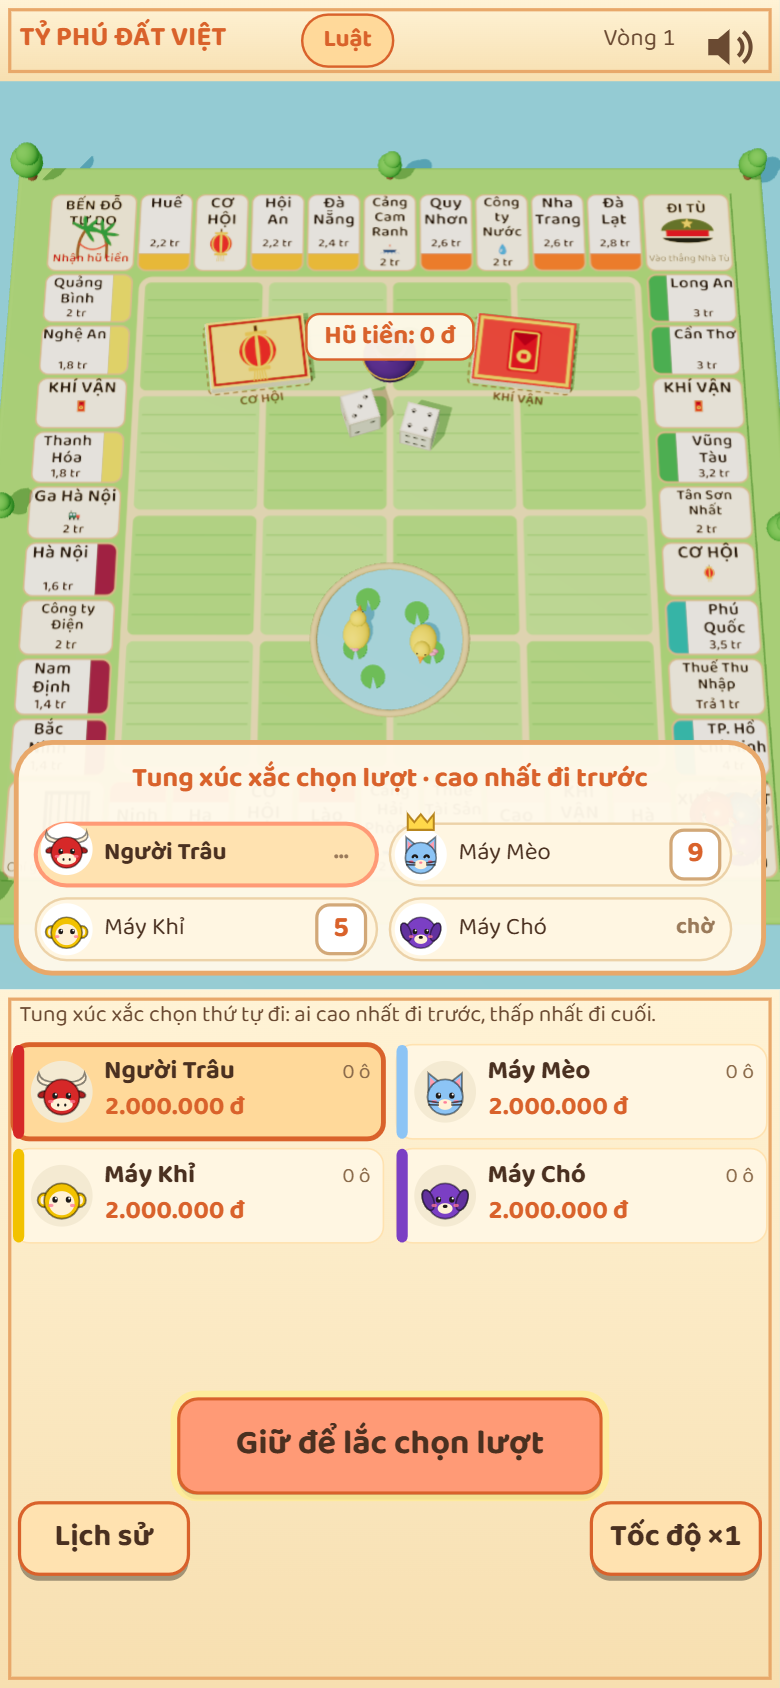 TỶ PHÚ ĐẤT VIỆT
Luật
Vòng 1
BẾN ĐỖ
TỰ DO
Nhận hũ tiền
Huế
2,2 tr
CƠ
HỘI
Hội
An
2,2 tr
Đà
Nẵng
2,4 tr
Cảng
Cam
Ranh
2 tr
Quy
Nhơn
2,6 tr
Công
ty
Nước
2 tr
Nha
Trang
2,6 tr
Đà
Lạt
2,8 tr
ĐI TÙ
Vào thẳng Nhà Tù
Quảng
Bình
2 tr
Nghệ An
1,8 tr
KHÍ VẬN
Thanh
Hóa
1,8 tr
Ga Hà Nội
2 tr
Hà Nội
1,6 tr
Công ty
Điện
2 tr
Nam
Định
1,4 tr
Bắc
Long An
3 tr
Cần Thơ
3 tr
KHÍ VẬN
Vũng
Tàu
3,2 tr
Tân Sơn
Nhất
2 tr
CƠ HỘI
Phú
Quốc
3,5 tr
Thuế Thu
Nhập
Trả 1 tr
TP. Hồ
Hũ tiền: 0 đ
CƠ HỘI
KHÍ VẬN
Tung xúc xắc chọn lượt · cao nhất đi trước
Người Trâu
...
Máy Mèo
9
Máy Khỉ
5
Máy Chó
chờ
Tung xúc xắc chọn thứ tự đi: ai cao nhất đi trước, thấp nhất đi cuối.
Người Trâu
0 ô
2.000.000 đ
Máy Mèo
0 ô
2.000.000 đ
Máy Khỉ
0 ô
2.000.000 đ
Máy Chó
0 ô
2.000.000 đ
Giữ để lắc chọn lượt
Lịch sử
Tốc độ ×1